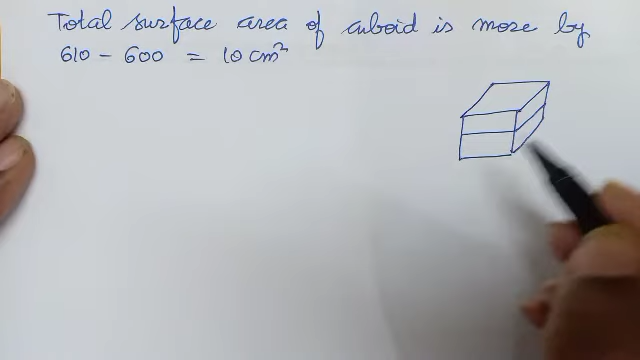 Total surface area of cuboid is more by
610 - 600 = 10 cm²